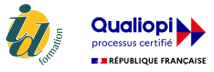 id formation
Qualiopi
processus certifié
RÉPUBLIQUE FRANÇAISE